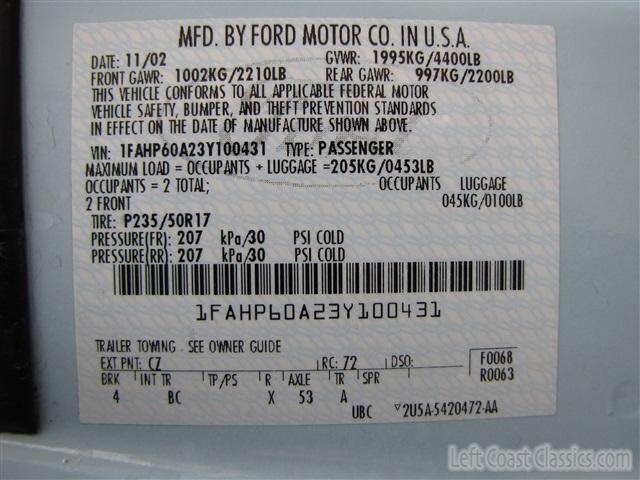 MFD. BY FORD MOTOR CO. IN U.S.A.
DATE: 11/02 GVWR: 1995KG/4400LB
FRONT GAWR: 1002KG/2210LB REAR GAWR: 997KG/2200LB
THIS VEHICLE CONFORMS TO ALL APPLICABLE FEDERAL MOTOR
VEHICLE SAFETY, BUMPER, AND THEFT PREVENTION STANDARDS
IN EFFECT ON THE DATE OF MANUFACTURE SHOWN ABOVE.
VIN: 1FAHP60A23Y100431 TYPE: PASSENGER
MAXIMUM LOAD = OCCUPANTS + LUGGAGE =205KG/0453LB
OCCUPANTS = 2 TOTAL; OCCUPANTS LUGGAGE
2 FRONT 045KG/0100LB
TIRE: P235/50R17
PRESSURE(FR): 207 kPa/30 PSI COLD
PRESSURE(RR): 207 kPa/30 PSI COLD
1FAHP60A23Y100431
TRAILER TOWING - SEE OWNER GUIDE
EXT PNT: CZ RC: 72 DSO: F0068
BRK INT TR TP/PS R AXLE TR SPR R0063
4 BC X 53 A
UBC 2U5A-5420472-AA
Left Coast Classics.com